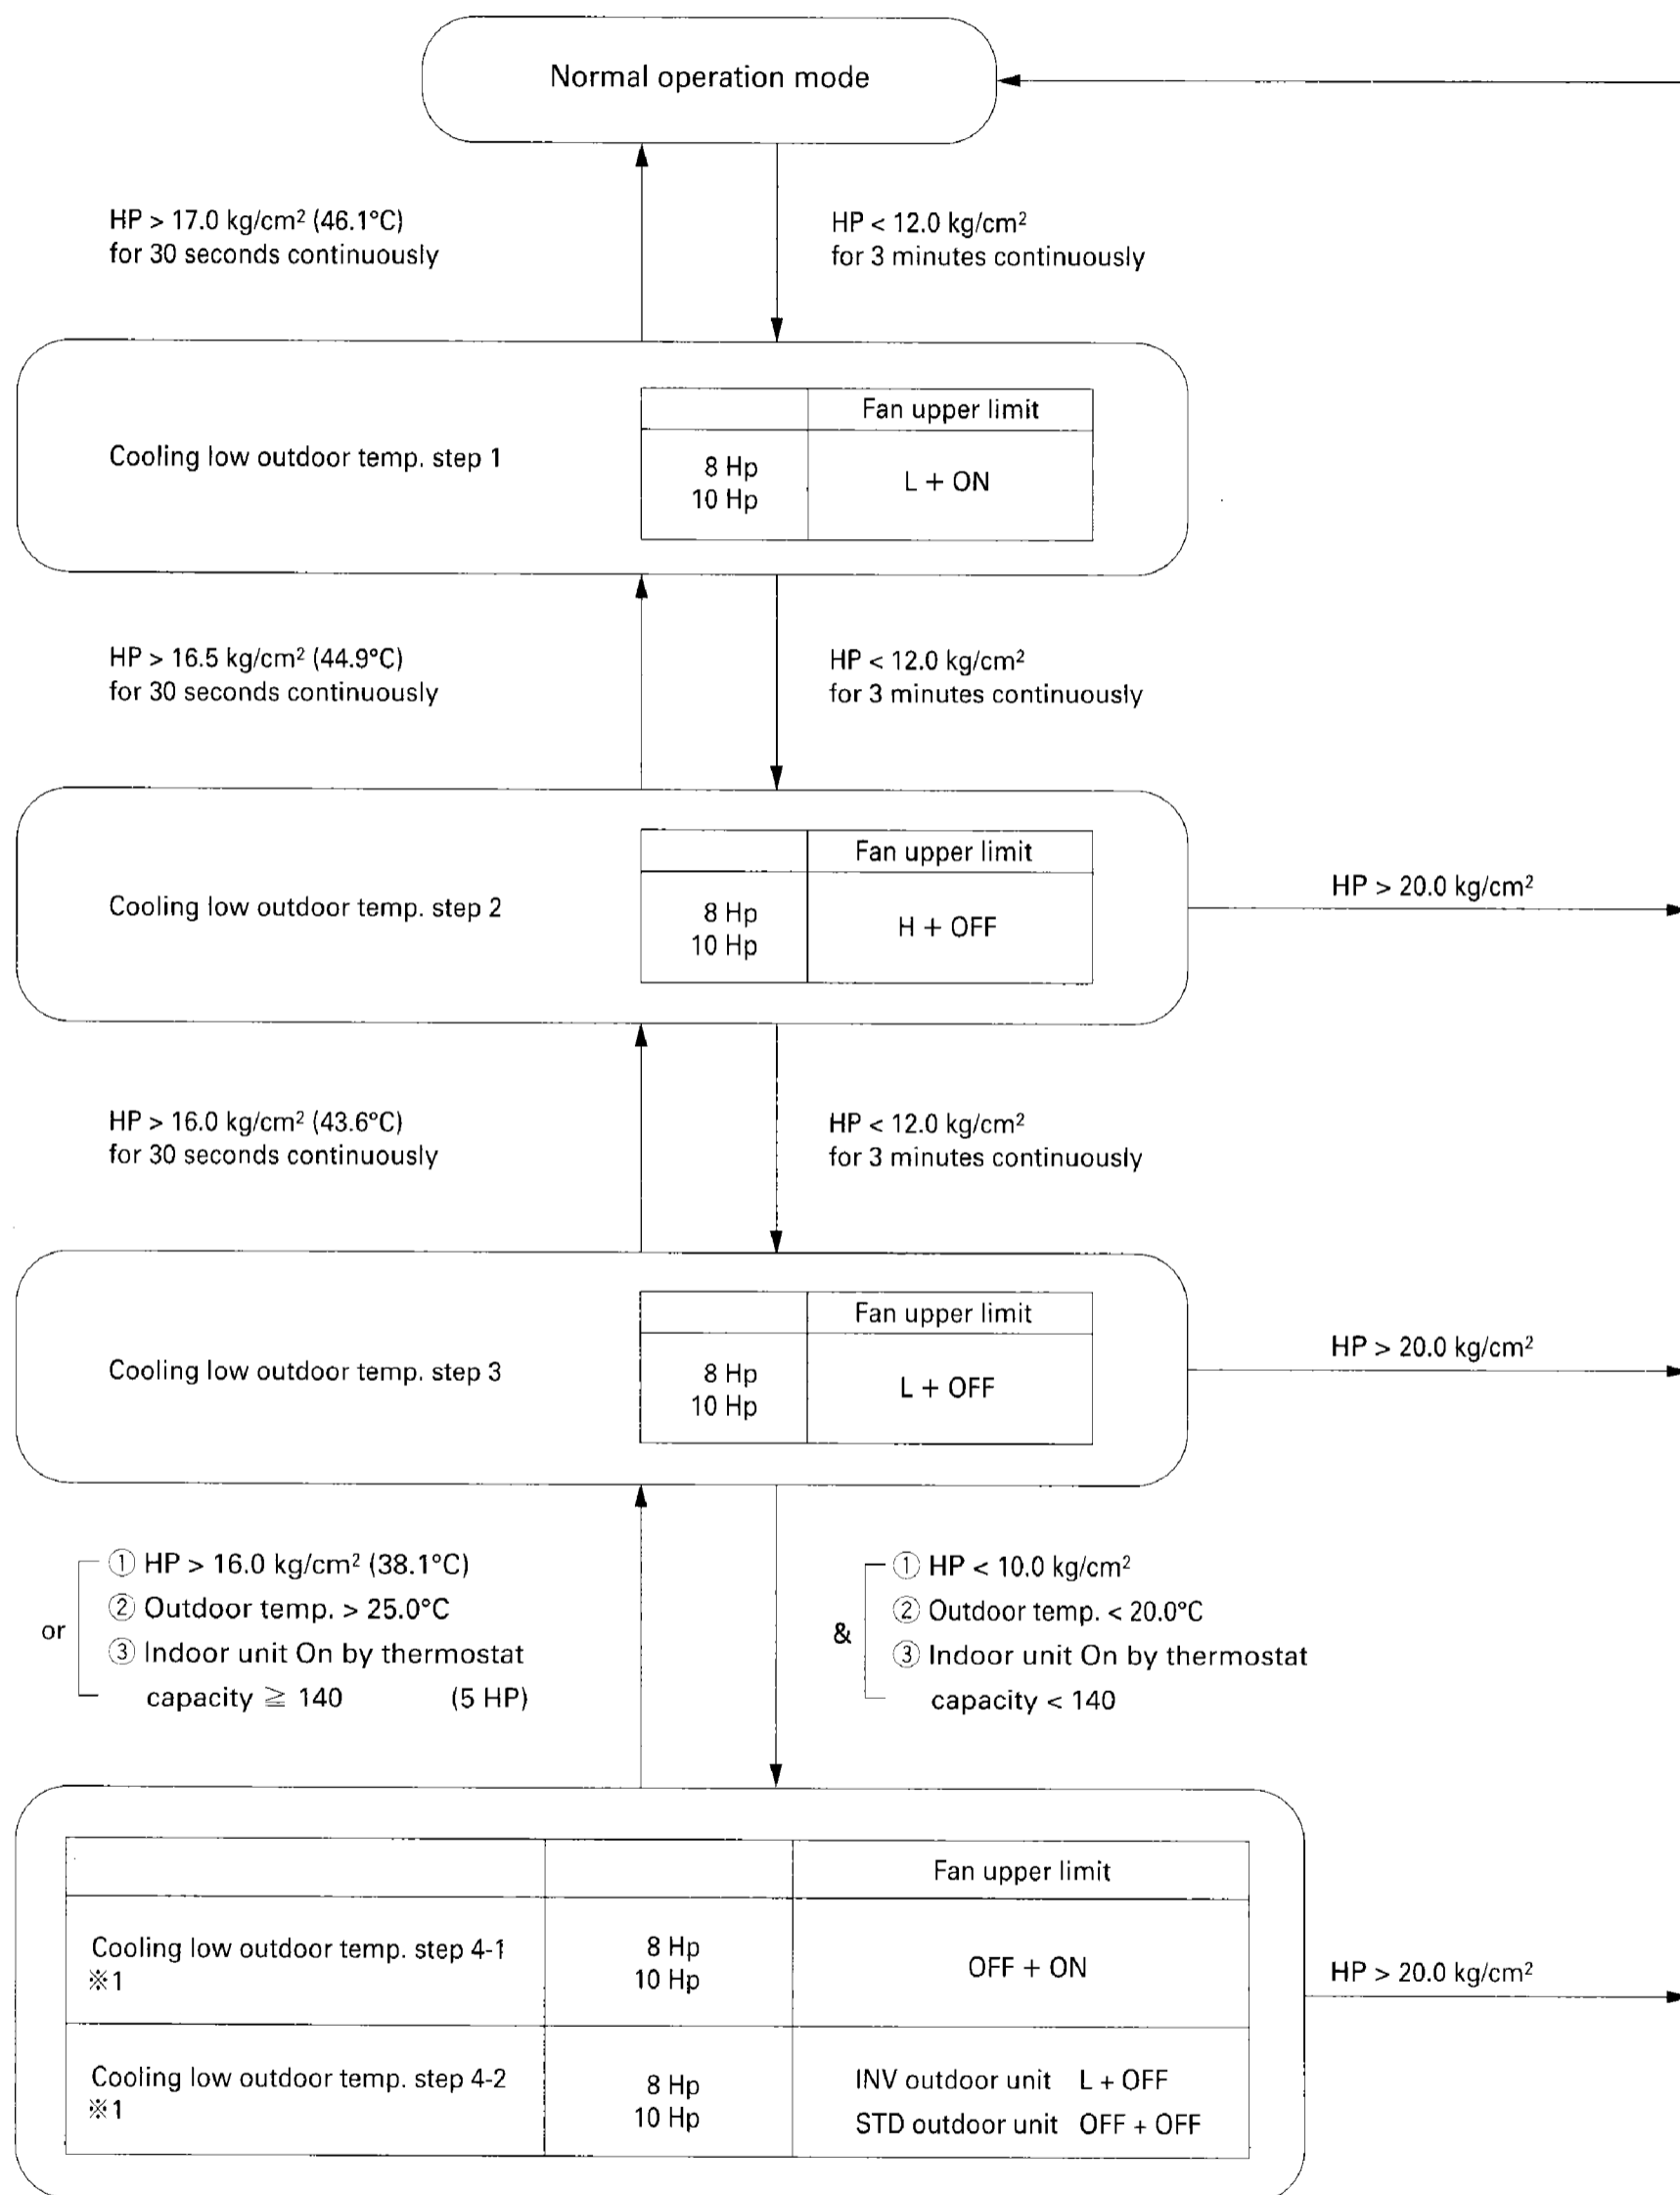 Normal operation mode
HP > 17.0 kg/cm² (46.1°C)
for 30 seconds continuously
HP < 12.0 kg/cm²
for 3 minutes continuously
Fan upper limit
Cooling low outdoor temp. step 1
8 Hp
10 Hp
L + ON
HP > 16.5 kg/cm² (44.9°C)
for 30 seconds continuously
HP < 12.0 kg/cm²
for 3 minutes continuously
Fan upper limit
Cooling low outdoor temp. step 2
8 Hp
10 Hp
H + OFF
HP > 20.0 kg/cm²
HP > 16.0 kg/cm² (43.6°C)
for 30 seconds continuously
HP < 12.0 kg/cm²
for 3 minutes continuously
Fan upper limit
Cooling low outdoor temp. step 3
8 Hp
10 Hp
L + OFF
HP > 20.0 kg/cm²
or
① HP > 16.0 kg/cm² (38.1°C)
② Outdoor temp. > 25.0°C
③ Indoor unit On by thermostat
capacity ≧ 140 (5 HP)
&
① HP < 10.0 kg/cm²
② Outdoor temp. < 20.0°C
③ Indoor unit On by thermostat
capacity < 140
Fan upper limit
Cooling low outdoor temp. step 4-1
※1
8 Hp
10 Hp
OFF + ON
HP > 20.0 kg/cm²
Cooling low outdoor temp. step 4-2
※1
8 Hp
10 Hp
INV outdoor unit L + OFF
STD outdoor unit OFF + OFF